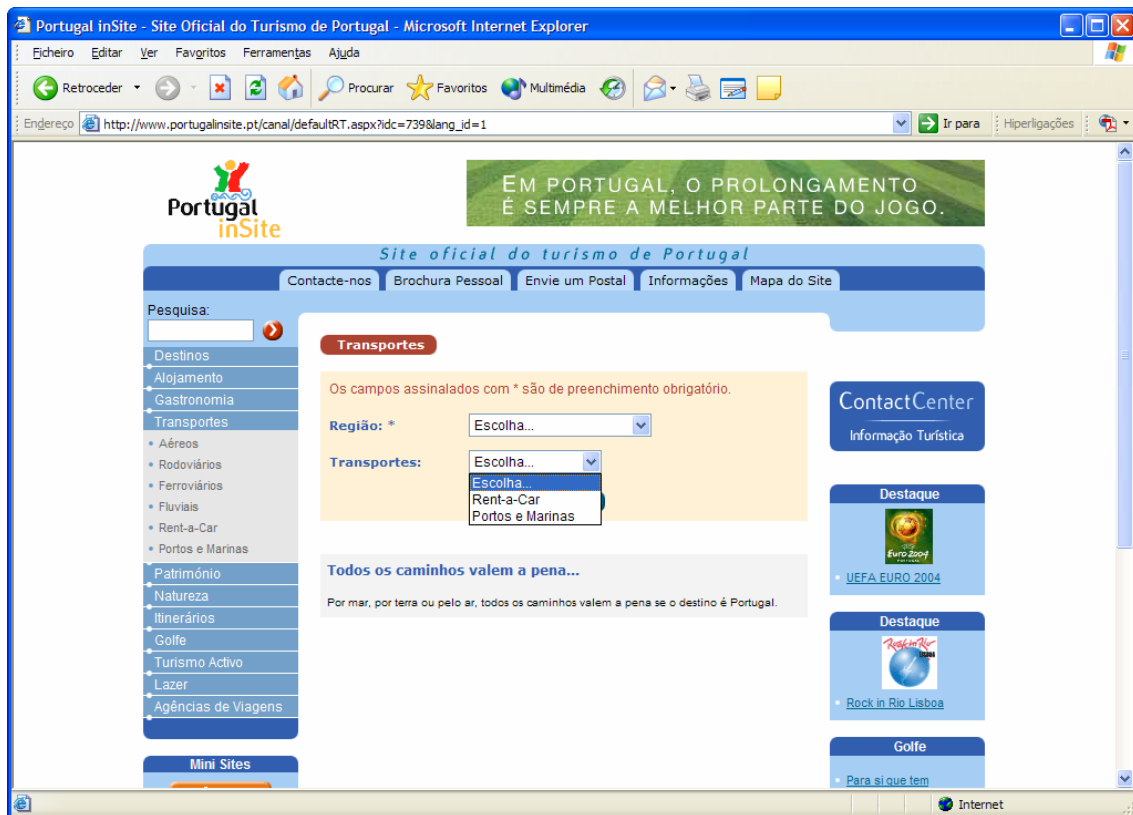 Portugal inSite - Site Oficial do Turismo de Portugal - Microsoft Internet Explorer
Ficheiro Editar Ver Favoritos Ferramentas Ajuda
Retroceder Procurar Favoritos Multimédia
Endereço http://www.portugalinsite.pt/canal/defaultRT.aspx?idc=739&lang_id=1 Ir para Hiperligações
Portugal
inSite
EM PORTUGAL, O PROLONGAMENTO
É SEMPRE A MELHOR PARTE DO JOGO.
Site oficial do turismo de Portugal
Contacte-nos Brochura Pessoal Envie um Postal Informações Mapa do Site
Pesquisa:
Destinos
Alojamento
Gastronomia
Transportes
Aéreos
Rodoviários
Ferroviários
Fluviais
Rent-a-Car
Portos e Marinas
Património
Natureza
Itinerários
Golfe
Turismo Activo
Lazer
Agências de Viagens
Mini Sites
Transportes
Os campos assinalados com * são de preenchimento obrigatório.
Região: * Escolha...
Transportes: Escolha...
Escolha...
Rent-a-Car
Portos e Marinas
Todos os caminhos valem a pena...
Por mar, por terra ou pelo ar, todos os caminhos valem a pena se o destino é Portugal.
ContactCenter
Informação Turística
Destaque
Euro 2004
UEFA EURO 2004
Destaque
Rock in Rio
LISBOA
Rock in Rio Lisboa
Golfe
Para si que tem
Internet